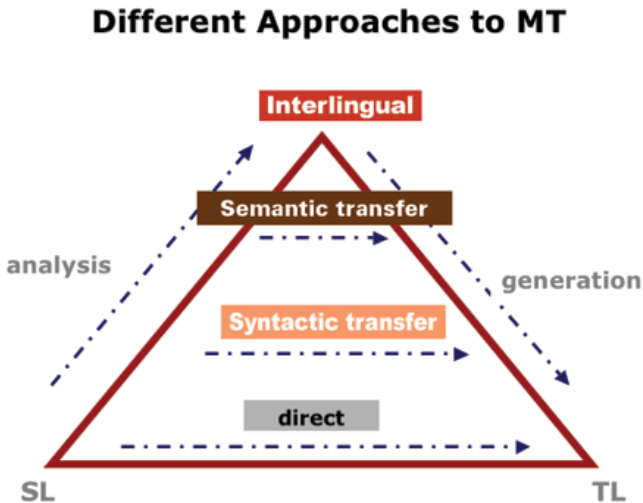 Different Approaches to MT
Interlingual
Semantic transfer
analysis
generation
Syntactic transfer
direct
SL
TL